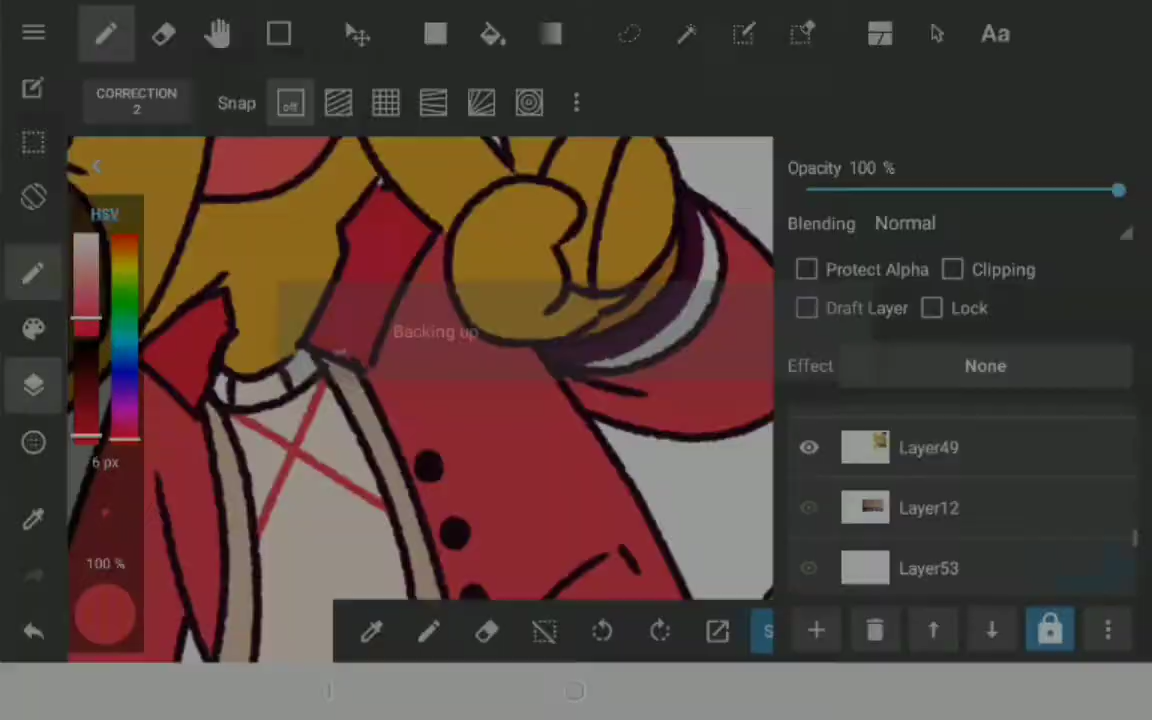 Aa
CORRECTION
2
Snap
off
Opacity 100 %
HSV
Blending Normal
Protect Alpha Clipping
Draft Layer Lock
Backing up
Effect None
Layer49
6 px
Layer12
100 %
Layer53
S